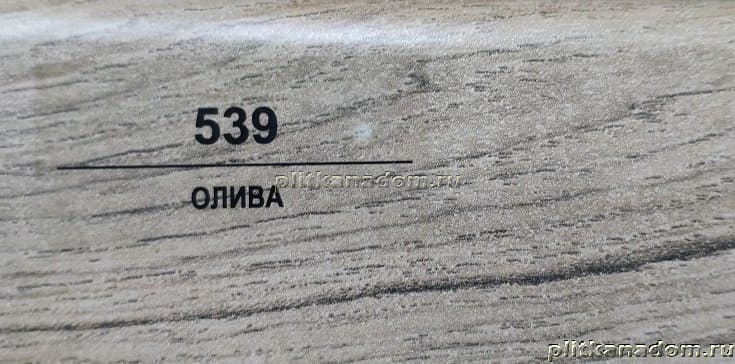 539
ОЛИВА
plitkanadom.ru
plitkanadom.ru